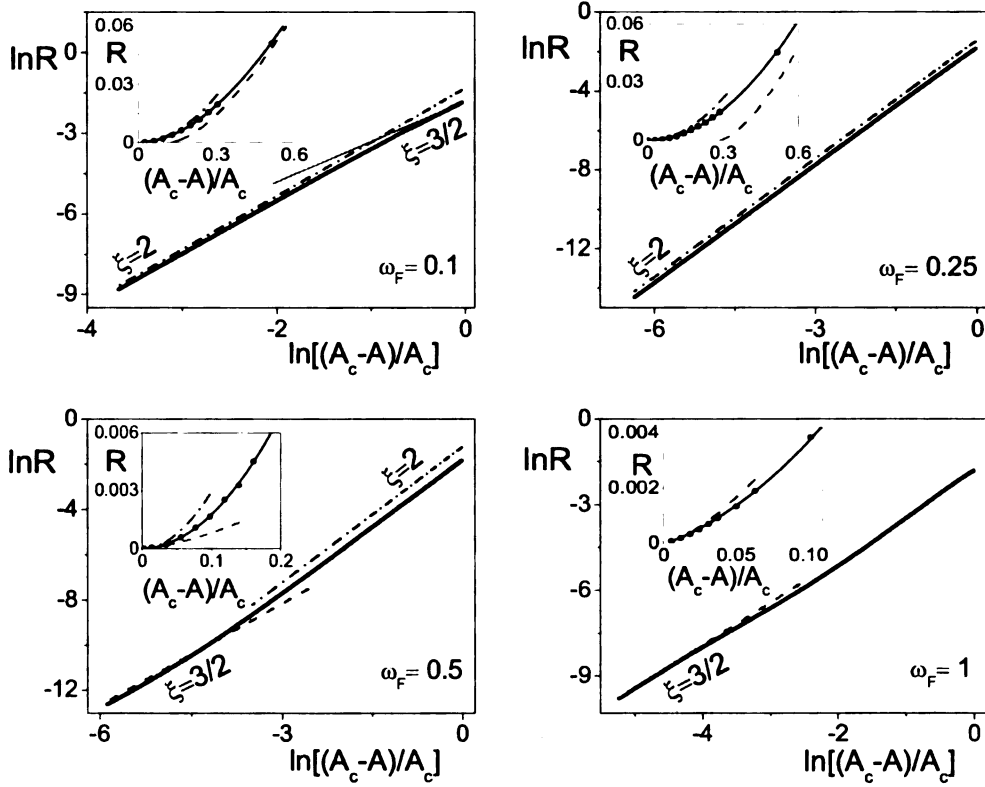 0.06
0
lnR
R
0.03
-3
0
0
0.3
0.6
ξ=3/2
(A_c-A)/A_c
-6
ξ=2
ω_F= 0.1
-9
-4
-2
0
ln[(A_c-A)/A_c]
0
0.06
lnR
R
-4
0.03
0
0
0.3
0.6
(A_c-A)/A_c
-8
ξ=2
-12
ω_F= 0.25
-6
-3
0
ln[(A_c-A)/A_c]
0
0.006
lnR
R
ξ=2
0.003
-4
0
0.0
0.1
0.2
(A_c-A)/A_c
-8
ξ=3/2
ω_F= 0.5
-12
-6
-3
0
ln[(A_c-A)/A_c]
0
0.004
lnR
R
0.002
-3
0
0
0.05
0.10
(A_c-A)/A_c
-6
ξ=3/2
ω_F= 1
-9
-4
-2
0
ln[(A_c-A)/A_c]